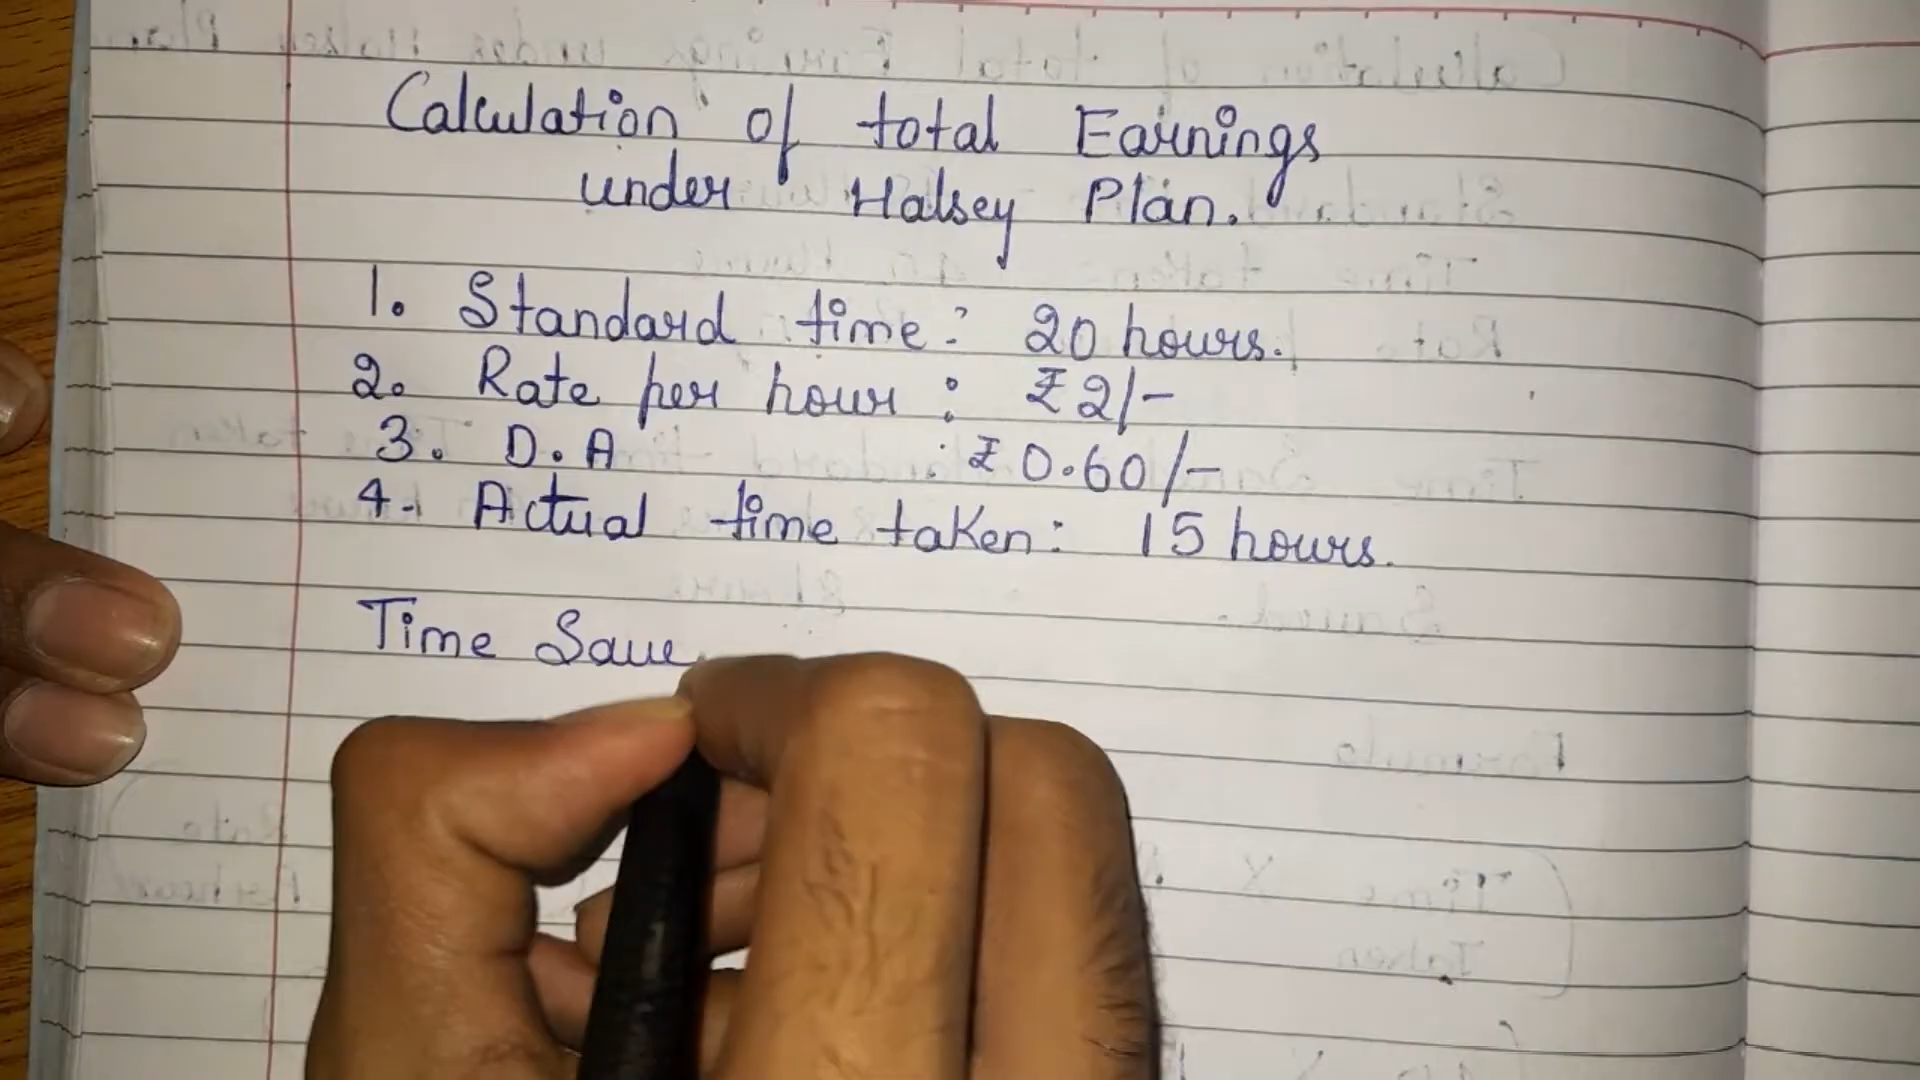 Calculation of total Earnings
under Halsey Plan.
1. Standard time: 20 hours.
2. Rate per hour : ₹2/-
3. D.A : ₹0.60/-
4. Actual time taken: 15 hours.
Time Save